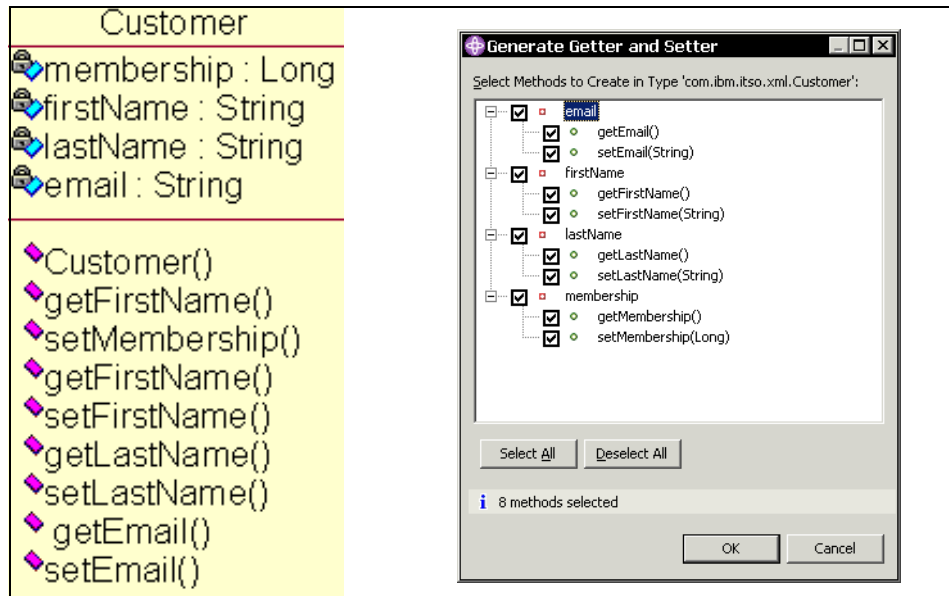 Customer
membership : Long
firstName : String
lastName : String
email : String
Customer()
getFirstName()
setMembership()
getFirstName()
setFirstName()
getLastName()
setLastName()
getEmail()
setEmail()
Generate Getter and Setter
Select Methods to Create in Type 'com.ibm.itso.xml.Customer':
email
getEmail()
setEmail(String)
firstName
getFirstName()
setFirstName(String)
lastName
getLastName()
setLastName(String)
membership
getMembership()
setMembership(Long)
Select All Deselect All
8 methods selected
OK Cancel